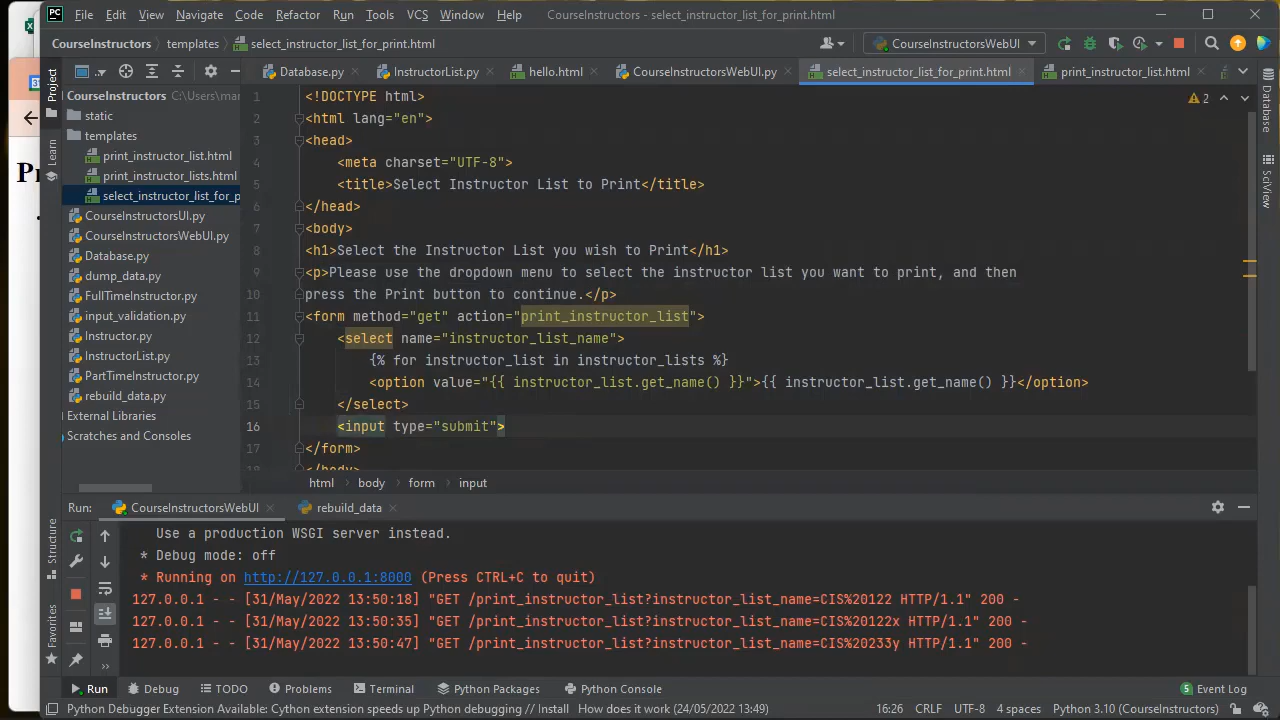 File Edit View Navigate Code Refactor Run Tools VCS Window Help CourseInstructors - select_instructor_list_for_print.html
CourseInstructors templates select_instructor_list_for_print.html CourseInstructorsWebUI
Database.py InstructorList.py hello.html CourseInstructorsWebUI.py select_instructor_list_for_print.html print_instructor_list.html
Project
Learn
Structure
Favorites
CourseInstructors
static
templates
print_instructor_list.html
print_instructor_lists.html
select_instructor_list_for_p
CourseInstructorsUI.py
CourseInstructorsWebUI.py
Database.py
dump_data.py
FullTimeInstructor.py
input_validation.py
Instructor.py
InstructorList.py
PartTimeInstructor.py
rebuild_data.py
External Libraries
Scratches and Consoles
1 <!DOCTYPE html>
2 <html lang="en">
3 <head>
4 <meta charset="UTF-8">
5 <title>Select Instructor List to Print</title>
6 </head>
7 <body>
8 <h1>Select the Instructor List you wish to Print</h1>
9 <p>Please use the dropdown menu to select the instructor list you want to print, and then
10 press the Print button to continue.</p>
11 <form method="get" action="print_instructor_list">
12 <select name="instructor_list_name">
13 {% for instructor_list in instructor_lists %}
14 <option value="{{ instructor_list.get_name() }}">{{ instructor_list.get_name() }}</option>
15 </select>
16 <input type="submit">
17 </form>
2
Database
SciView
html body form input
Run: CourseInstructorsWebUI rebuild_data
Use a production WSGI server instead.
* Debug mode: off
* Running on http://127.0.0.1:8000 (Press CTRL+C to quit)
127.0.0.1 - - [31/May/2022 13:50:18] "GET /print_instructor_list?instructor_list_name=CIS%20122 HTTP/1.1" 200 -
127.0.0.1 - - [31/May/2022 13:50:35] "GET /print_instructor_list?instructor_list_name=CIS%20122x HTTP/1.1" 200 -
127.0.0.1 - - [31/May/2022 13:50:47] "GET /print_instructor_list?instructor_list_name=CIS%20233y HTTP/1.1" 200 -
Run Debug TODO Problems Terminal Python Packages Python Console 5 Event Log
Python Debugger Extension Available: Cython extension speeds up Python debugging // Install How does it work (24/05/2022 13:49) 16:26 CRLF UTF-8 4 spaces Python 3.10 (CourseInstructors)